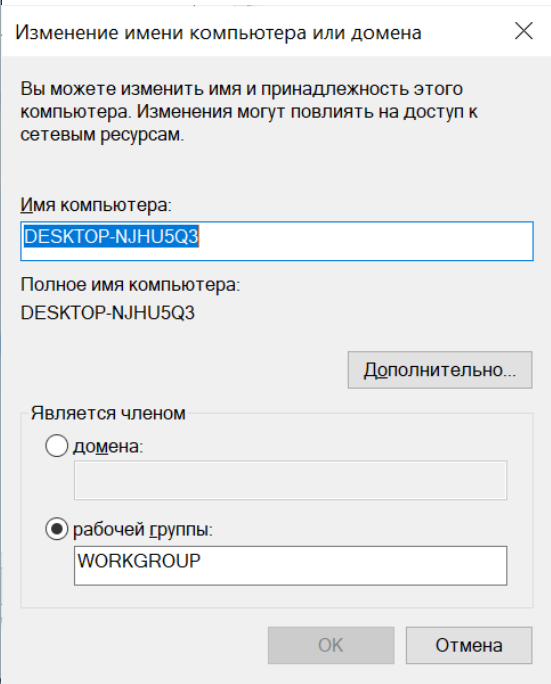 Изменение имени компьютера или домена
Вы можете изменить имя и принадлежность этого
компьютера. Изменения могут повлиять на доступ к
сетевым ресурсам.
Имя компьютера:
DESKTOP-NJHU5Q3
Полное имя компьютера:
DESKTOP-NJHU5Q3
Дополнительно...
Является членом
домена:
рабочей группы:
WORKGROUP
OK
Отмена